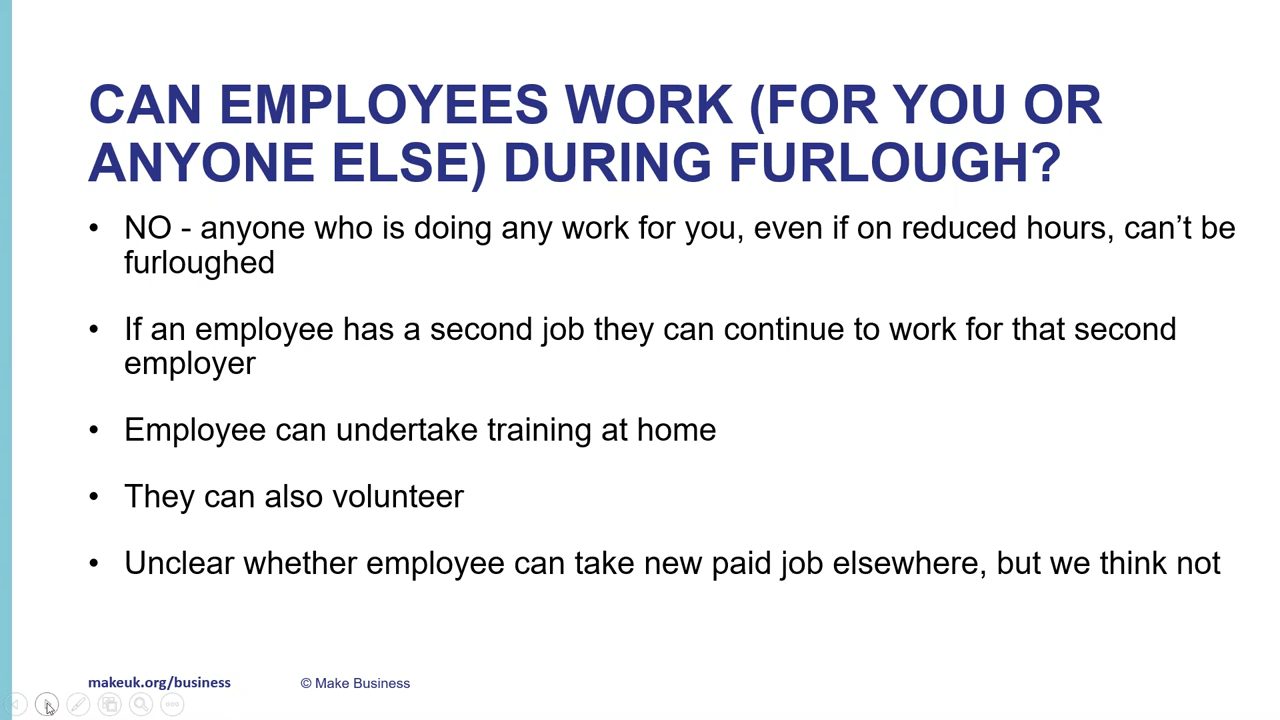 CAN EMPLOYEES WORK (FOR YOU OR
ANYONE ELSE) DURING FURLOUGH?
• NO - anyone who is doing any work for you, even if on reduced hours, can’t be
furloughed
• If an employee has a second job they can continue to work for that second
employer
• Employee can undertake training at home
• They can also volunteer
• Unclear whether employee can take new paid job elsewhere, but we think not
makeuk.org/business © Make Business